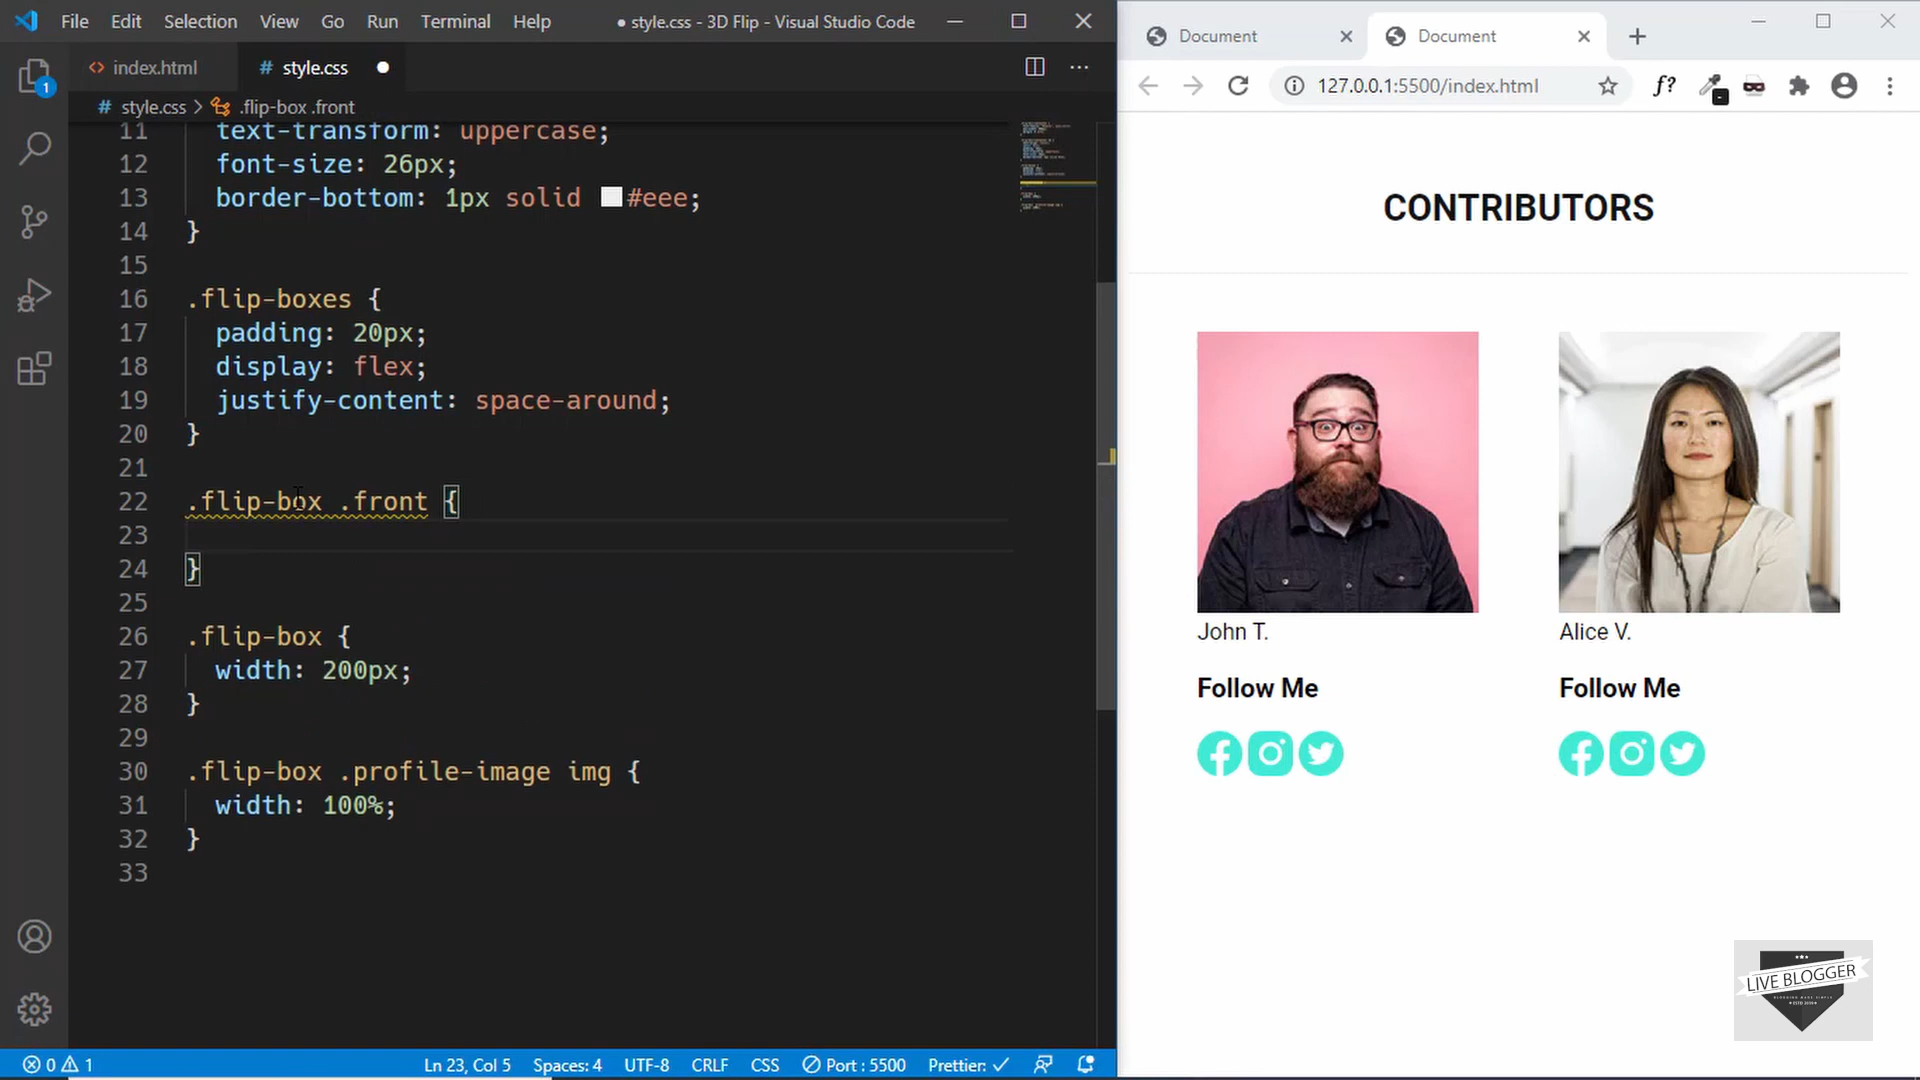 File Edit Selection View Go Run Terminal Help
● style.css - 3D Flip - Visual Studio Code
index.html
# style.css ●
1
# style.css > .flip-box .front
11 text-transform: uppercase;
12 font-size: 26px;
13 border-bottom: 1px solid #eee;
14 }
15
16 .flip-boxes {
17 padding: 20px;
18 display: flex;
19 justify-content: space-around;
20 }
21
22 .flip-box .front {
23
24 }
25
26 .flip-box {
27 width: 200px;
28 }
29
30 .flip-box .profile-image img {
31 width: 100%;
32 }
33
0 1 Ln 23, Col 5 Spaces: 4 UTF-8 CRLF CSS Port : 5500 Prettier: ✓
Document
Document
127.0.0.1:5500/index.html
f?
CONTRIBUTORS
John T.
Alice V.
Follow Me
Follow Me
LIVE BLOGGER